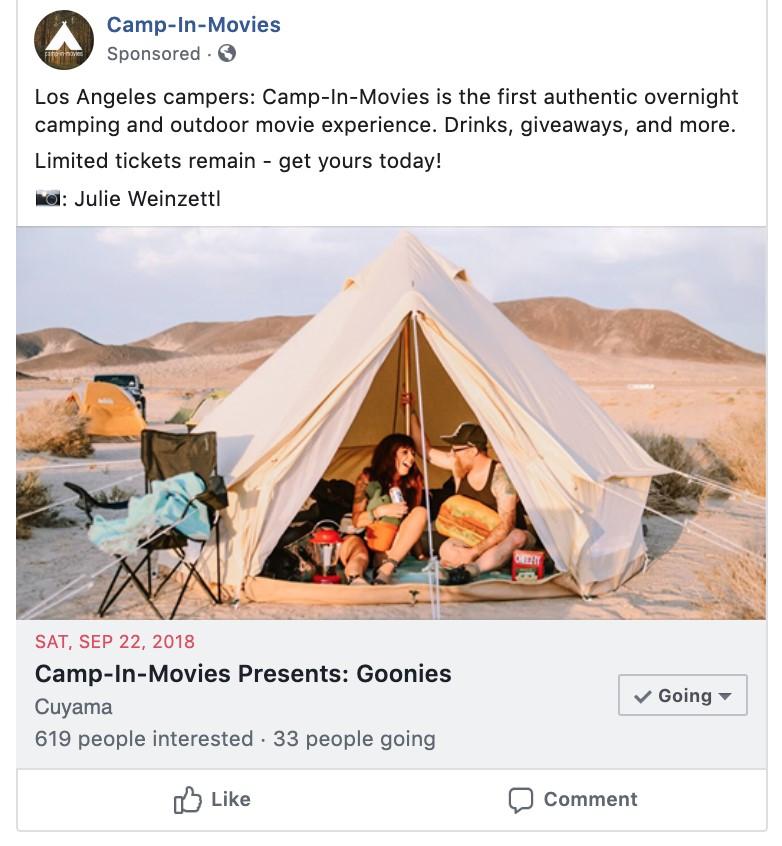 Camp-In-Movies
Sponsored ·
Los Angeles campers: Camp-In-Movies is the first authentic overnight
camping and outdoor movie experience. Drinks, giveaways, and more.
Limited tickets remain - get yours today!
📷: Julie Weinzettl
CHEEZ-IT
SAT, SEP 22, 2018
Camp-In-Movies Presents: Goonies
Cuyama
619 people interested · 33 people going
Going
Like
Comment